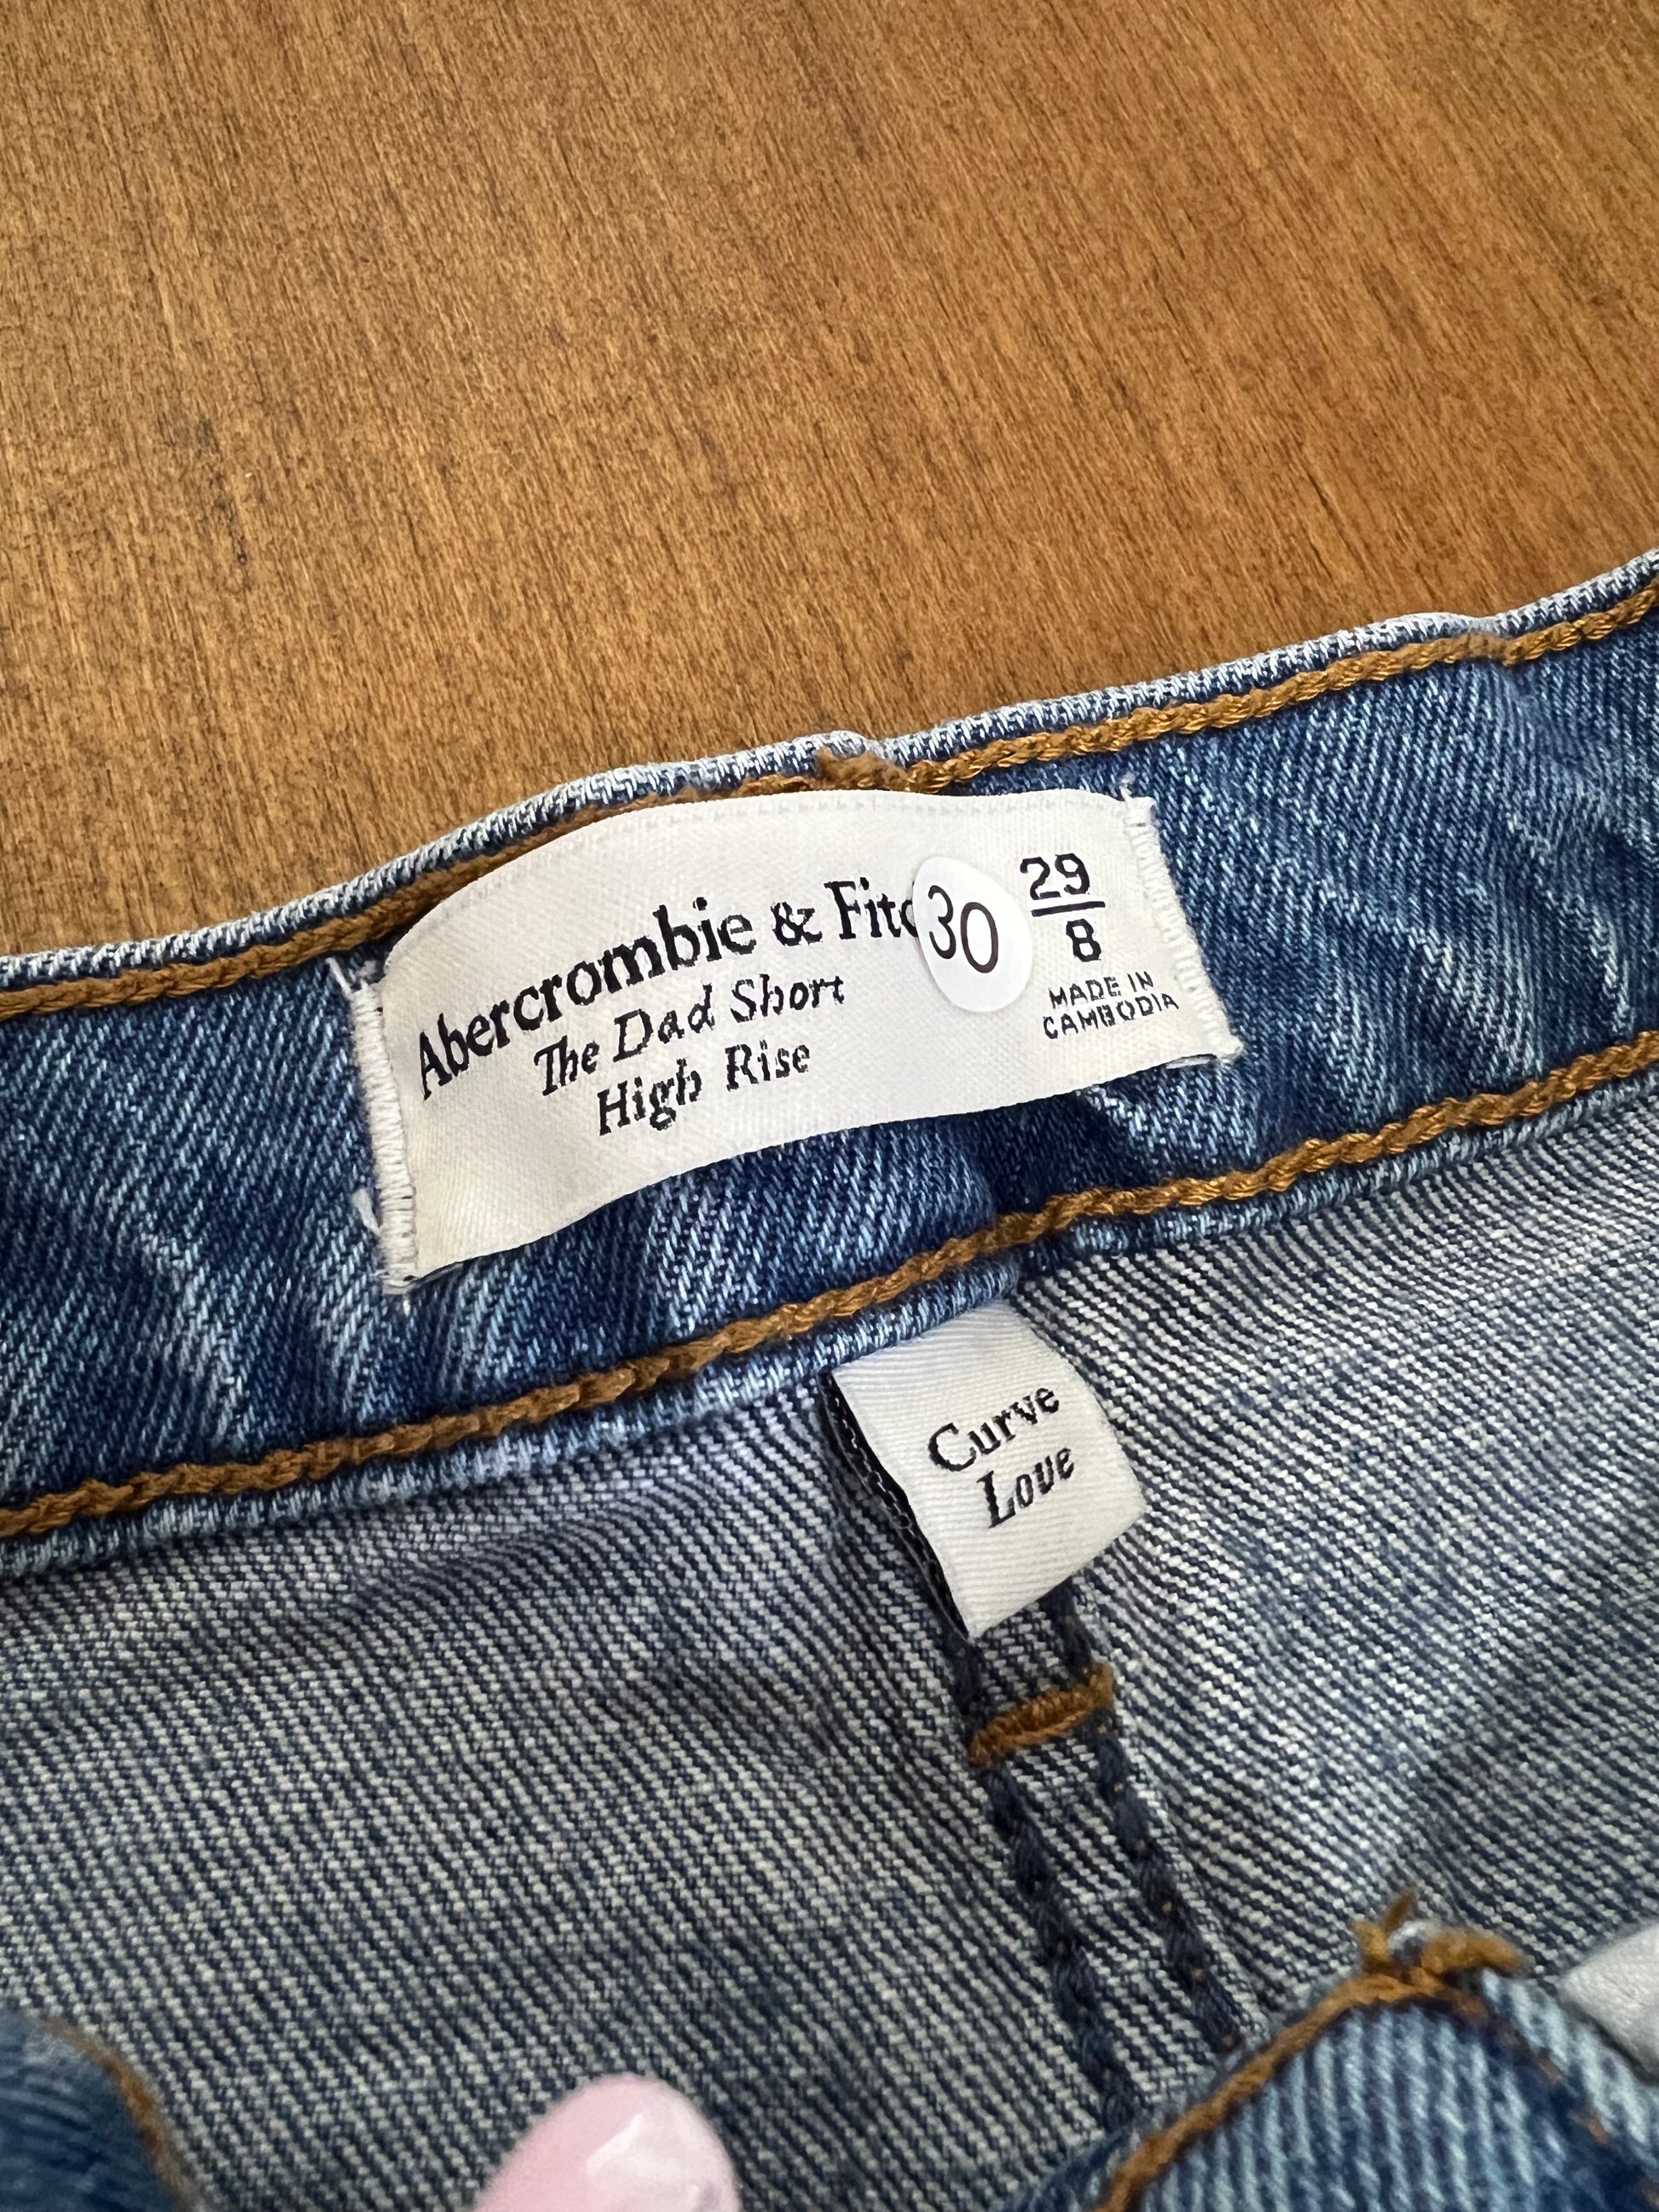 Abercrombie & Fitc
The Dad Short
High Rise
30
29
8
MADE IN
CAMBODIA
Curve
Love